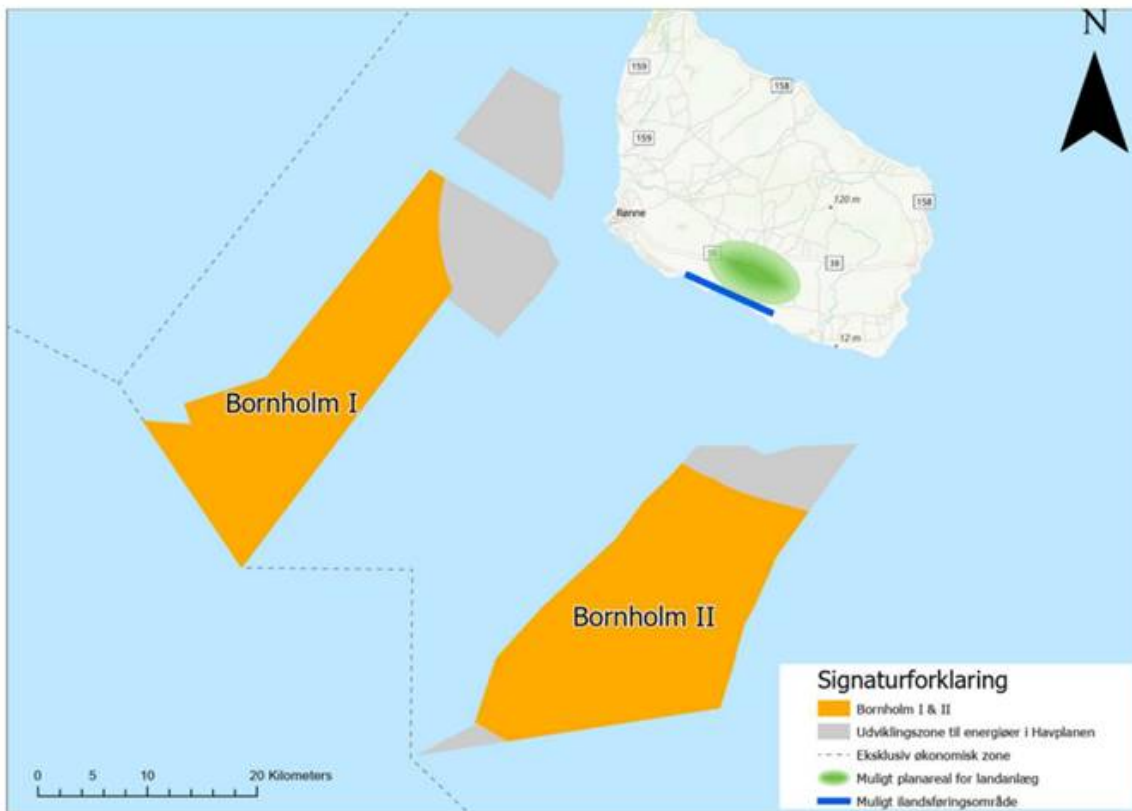 N
159
158
159
158
120 m
Rønne
38
38
12 m
Bornholm I
Bornholm II
Signaturforklaring
Bornholm I & II
Udviklingszone til energiøer i Havplanen
Eksklusiv økonomisk zone
Muligt planareal for landanlæg
Muligt ilandsføringsområde
0 5 10 20 Kilometers